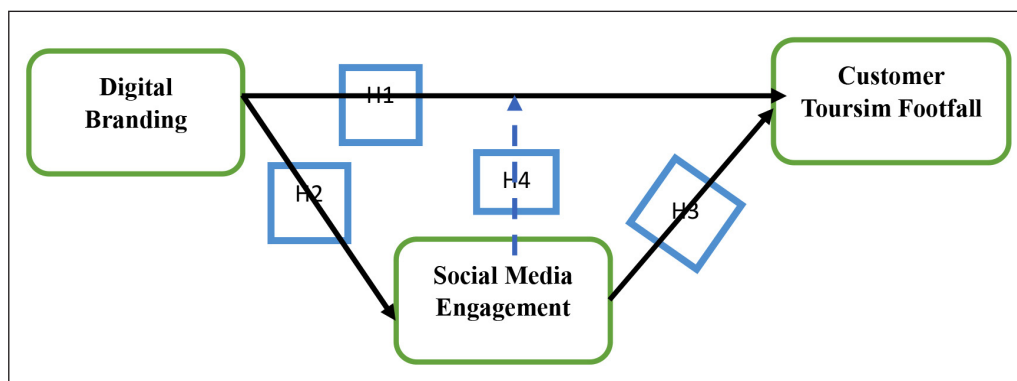 Digital
Branding
H1
Customer
Toursim Footfall
H2
H4
H3
Social Media
Engagement